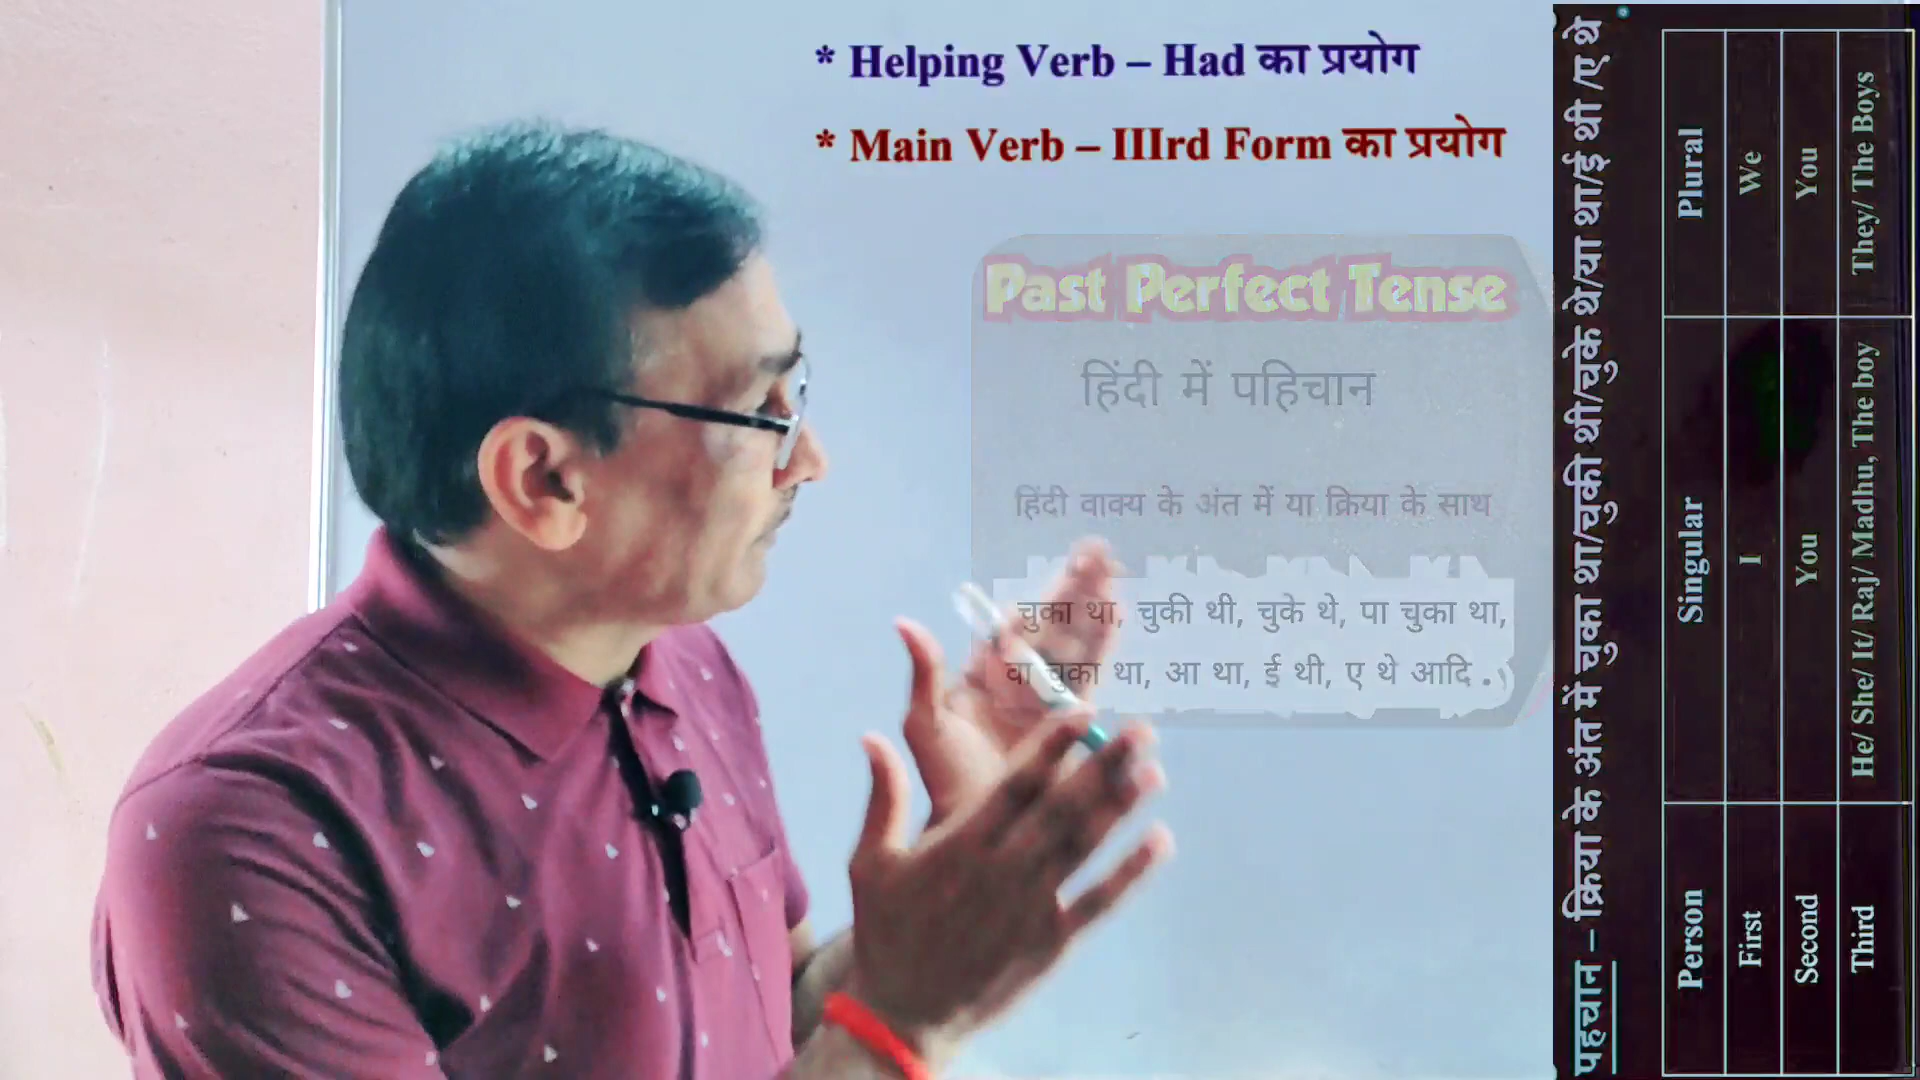 * Helping Verb – Had का प्रयोग
* Main Verb – IIIrd Form का प्रयोग
Past Perfect Tense
हिंदी में पहिचान
हिंदी वाक्य के अंत में या क्रिया के साथ
चुका था, चुकी थी, चुके थे, पा चुका था,
वा चुका था, आ था, ई थी, ए थे आदि .
पहचान – क्रिया के अंत में चुका था/चुकी थी/चुके थे/या था/ई थी /ए थे
Person Singular Plural
First I We
Second You You
Third He/ She/ It/ Raj/ Madhu, The boy They/ The Boys